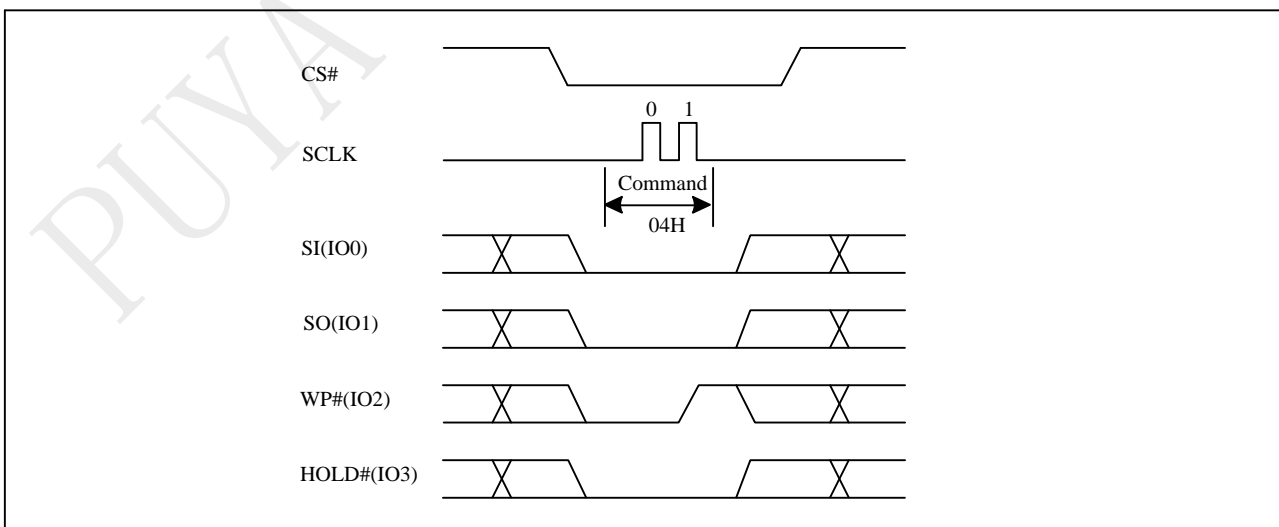 PUYA
CS#
0 1
SCLK
Command
04H
SI(IO0)
SO(IO1)
WP#(IO2)
HOLD#(IO3)